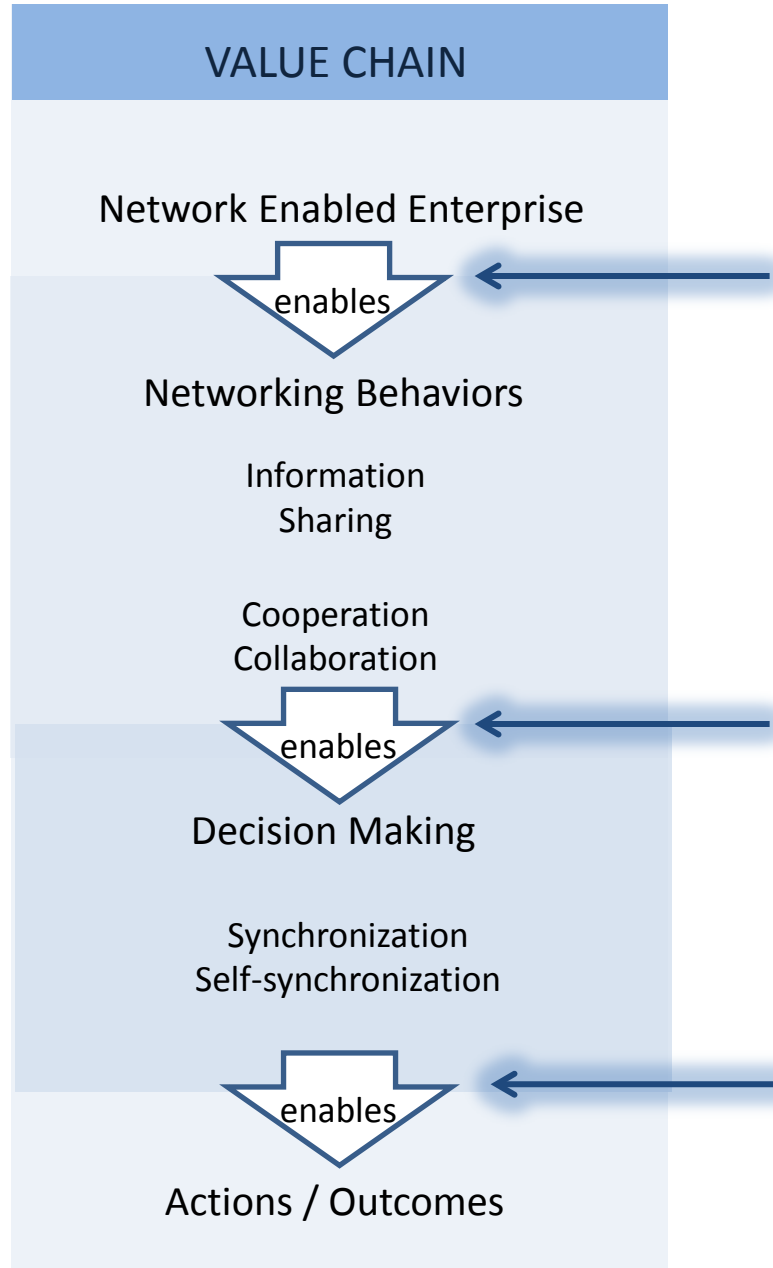 VALUE CHAIN
Network Enabled Enterprise
enables
Networking Behaviors
Information
Sharing
Cooperation
Collaboration
enables
Decision Making
Synchronization
Self-synchronization
enables
Actions / Outcomes